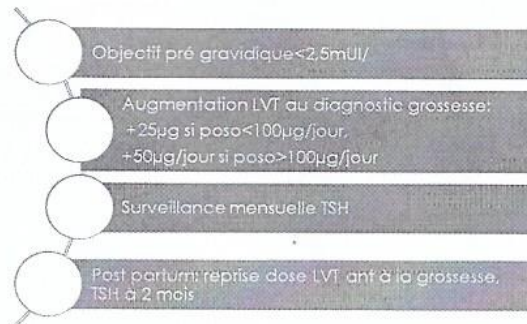 Objectif pré gravidique<2,5mUI/
Augmentation LVT au diagnostic grossesse:
+25µg si poso<100µg/jour,
+50µg/jour si poso>100µg/jour
Surveillance mensuelle TSH
Post partum: reprise dose LVT ant à la grossesse,
TSH à 2 mois